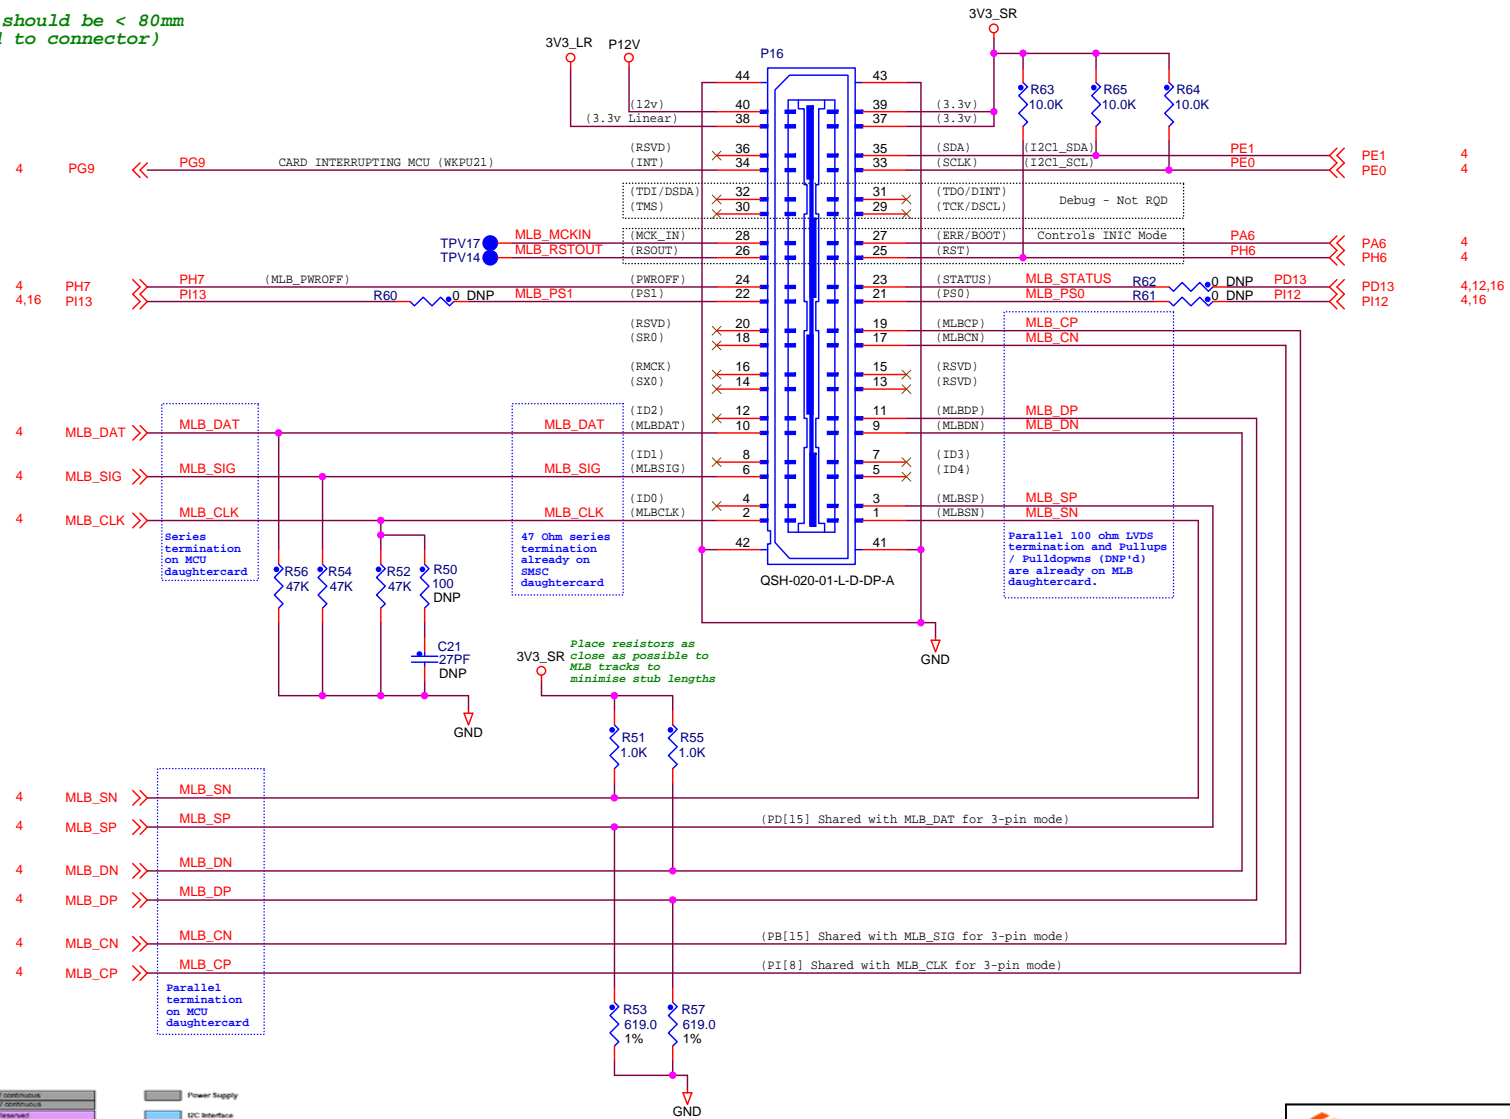 should be < 80mm
to connector)
3V3_SR
3V3_LR P12V
P16
44 43
R63 10.0K
R65 10.0K
R64 10.0K
(12v) 40 39 (3.3v)
(3.3v Linear) 38 37 (3.3v)
(RSVD) 36 35 (SDA) (I2C1_SDA) PE1 PE1 4
4 PG9 PG9 CARD INTERRUPTING MCU (WKPU21) (INT) 34 33 (SCLK) (I2C1_SCL) PE0 PE0 4
(TDI/DSDA) 32 31 (TDO/DINT)
Debug - Not RQD
(TMS) 30 29 (TCK/DSCL)
TPV17 MLB_MCKIN (MCK_IN) 28 27 (ERR/BOOT) Controls INIC Mode PA6 PA6 4
TPV14 MLB_RSTOUT (RSOUT) 26 25 (RST) PH6 PH6 4
4 PH7 PH7 (MLB_PWROFF) (PWROFF) 24 23 (STATUS) MLB_STATUS R62 0 DNP PD13 PD13 4,12,16
4,16 PI13 PI13 R60 0 DNP MLB_PS1 (PS1) 22 21 (PS0) MLB_PS0 R61 0 DNP PI12 PI12 4,16
(RSVD) 20 19 (MLBCP) MLB_CP
(SR0) 18 17 (MLBCN) MLB_CN
(RMCK) 16 15 (RSVD)
(SX0) 14 13 (RSVD)
(ID2) 12 11 (MLBDP) MLB_DP
4 MLB_DAT MLB_DAT MLB_DAT (MLBDAT) 10 9 (MLBDN) MLB_DN
(ID1) 8 7 (ID3)
4 MLB_SIG MLB_SIG MLB_SIG (MLBSIG) 6 5 (ID4)
(ID0) 4 3 (MLBSP) MLB_SP
4 MLB_CLK MLB_CLK MLB_CLK (MLBCLK) 2 1 (MLBSN) MLB_SN
42 41
Series
termination
on MCU
daughtercard
47 Ohm series
termination
already on
SMSC
daughtercard
Parallel 100 ohm LVDS
termination and Pullups
/ Pulldopwns (DNP'd)
are already on MLB
daughtercard.
R56 47K
R54 47K
R52 47K
R50 100 DNP
QSH-020-01-L-D-DP-A
C21
27PF
DNP
GND
GND
3V3_SR
Place resistors as
close as possible to
MLB tracks to
minimise stub lengths
R51 1.0K
R55 1.0K
4 MLB_SN MLB_SN
4 MLB_SP MLB_SP (PD[15] Shared with MLB_DAT for 3-pin mode)
4 MLB_DN MLB_DN
4 MLB_DP MLB_DP
4 MLB_CN MLB_CN (PB[15] Shared with MLB_SIG for 3-pin mode)
4 MLB_CP MLB_CP (PI[8] Shared with MLB_CLK for 3-pin mode)
Parallel
termination
on MCU
daughtercard
R53 619.0 1%
R57 619.0 1%
GND
/ continuous Power Supply
/ continuous
Reserved I2C Interface